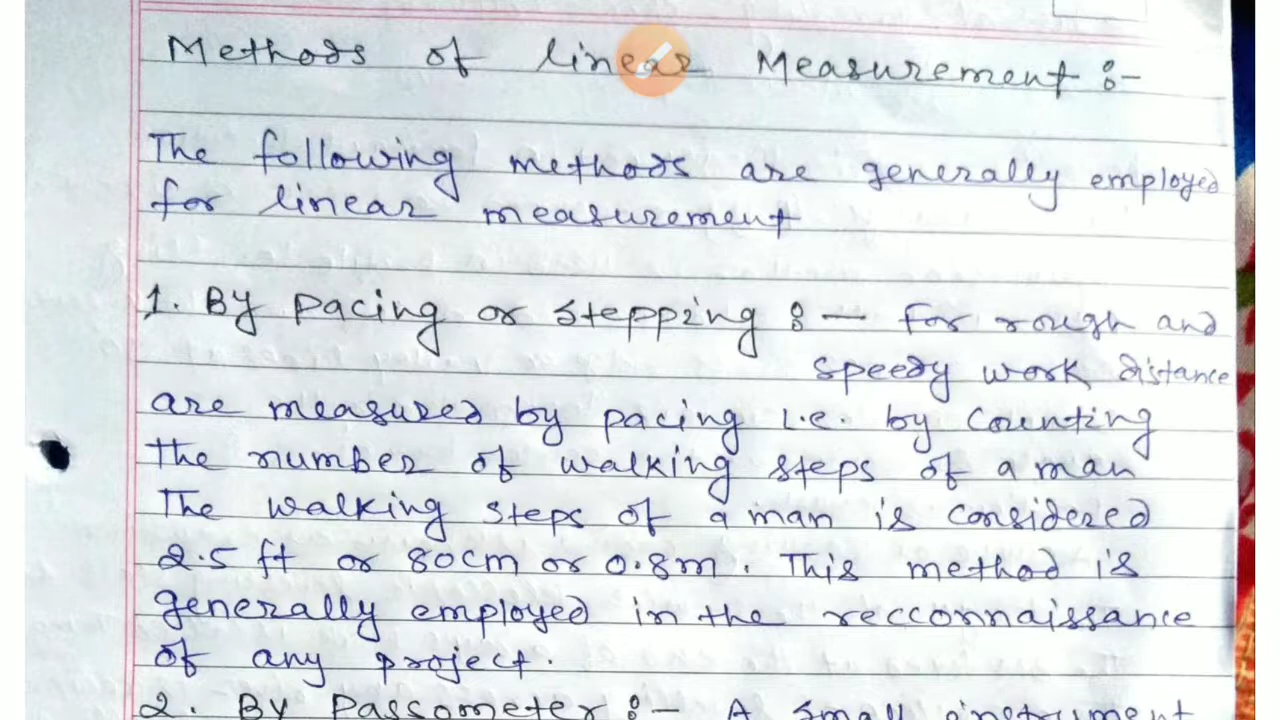 Methods of linear Measurement :-
The following methods are generally employed
for linear measurement
1. By Pacing or Stepping :- for rough and
speedy work distance
are measured by pacing i.e. by Counting
the number of walking steps of a man
The walking steps of a man is considered
2.5 ft or 80cm or 0.8m. This method is
generally employed in the recconnaissance
of any project.
2. By Passometer :- A small instrument